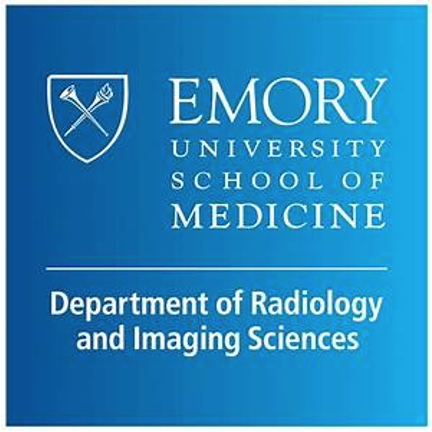 EMORY
UNIVERSITY
SCHOOL OF
MEDICINE
Department of Radiology
and Imaging Sciences